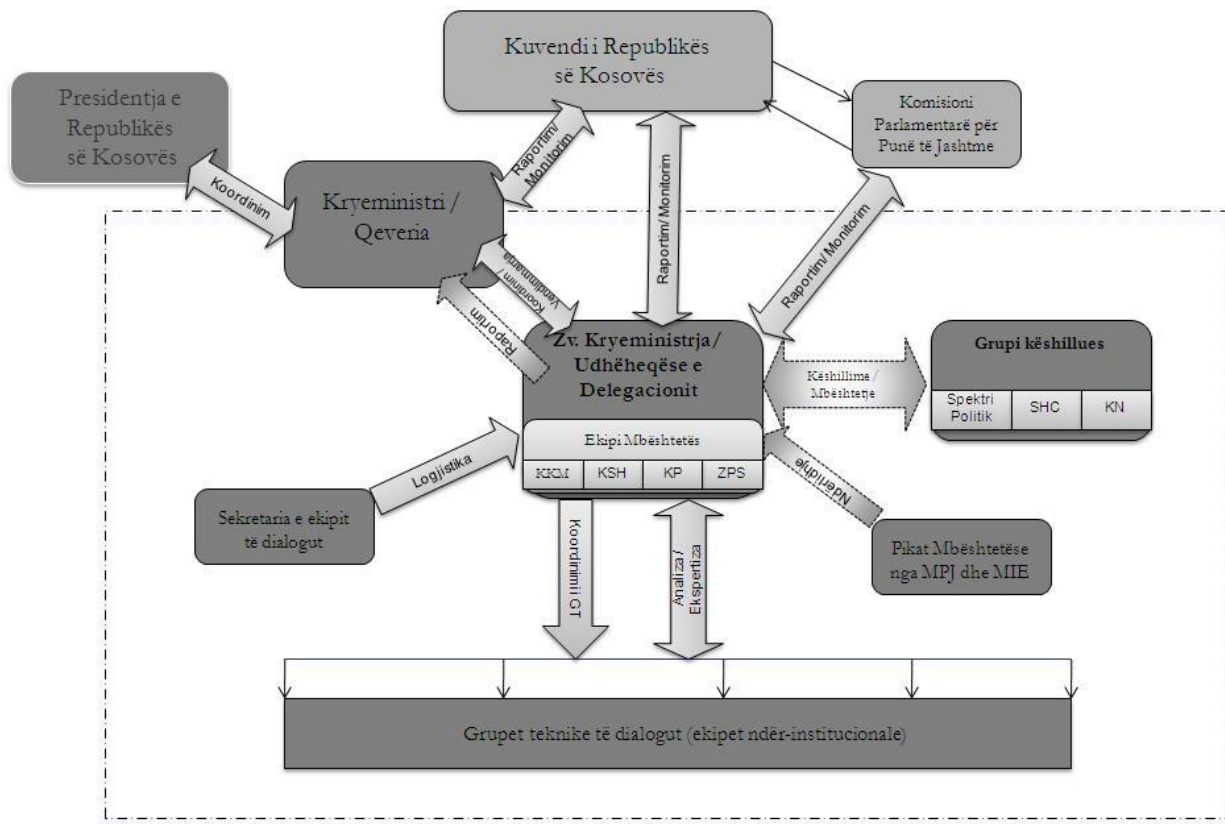 Kuvendi i Republikës
së Kosovës
Presidentja e
Republikës
së Kosovës
Komisioni
Parlamentarë për
Punë të Jashtme
Raportim/
Monitorim
Koordinim
Kryeministri /
Qeveria
Raportim/ Monitorim
Raportim/ Monitorim
Koordinim /
Vendimmarrja
Raportim
Zv. Kryeministrja/
Udhëheqëse e
Delegacionit
Grupi këshillues
Këshillime /
Mbështetje
Spektri
Politik
SHC
KN
Ekipi Mbështetës
KKM
KSH
KP
ZPS
Logjistika
Ndërlidhje
Sekretaria e ekipit
të dialogut
Pikat Mbështetëse
nga MPJ dhe MIE
Koordinimi i GT
Analiza /
Ekspertiza
Grupet teknike të dialogut (ekipet ndër-institucionale)